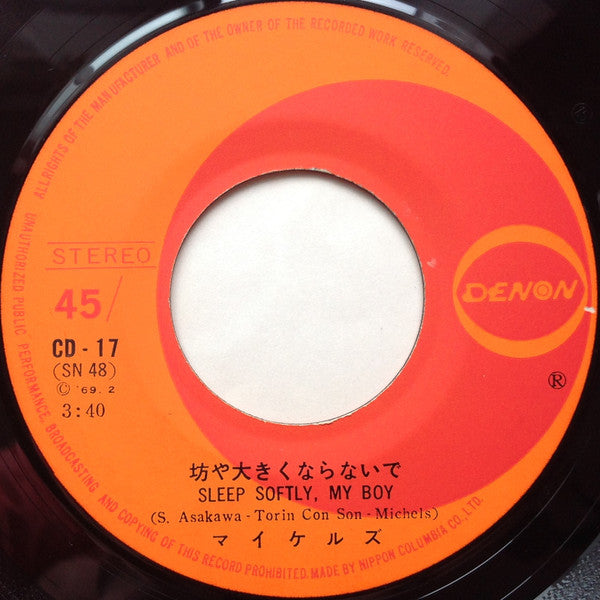 ALL RIGHTS OF THE MANUFACTURER AND OF THE OWNER OF THE RECORDED WORK RESERVED.
UNAUTHORIZED PUBLIC PERFORMANCE, BROADCASTING AND COPYING OF THIS RECORD PROHIBITED. MADE BY NIPPON COLUMBIA CO., LTD.
STEREO
45/
DENON
®
CD-17
(SN 48)
© '69. 2
3:40
坊や大きくならないで
SLEEP SOFTLY, MY BOY
(S. Asakawa - Torin Con Son - Michels)
マイケルズ